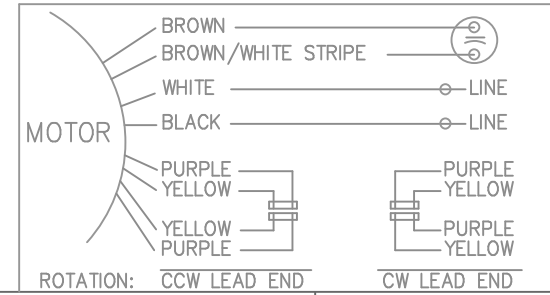 BROWN
BROWN/WHITE STRIPE
WHITE LINE
MOTOR BLACK LINE
PURPLE PURPLE
YELLOW YELLOW
YELLOW PURPLE
PURPLE YELLOW
ROTATION: CCW LEAD END CW LEAD END